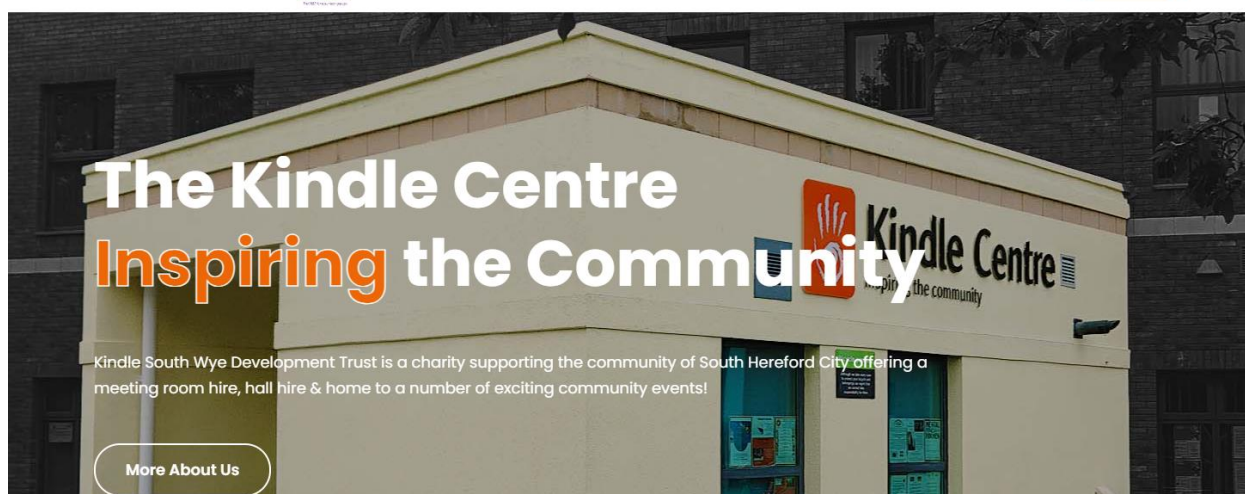 The Kindle Centre
Inspiring the Community
Kindle Centre
Inspiring the community
Kindle South Wye Development Trust is a charity supporting the community of South Hereford City offering a
meeting room hire, hall hire & home to a number of exciting community events!
More About Us